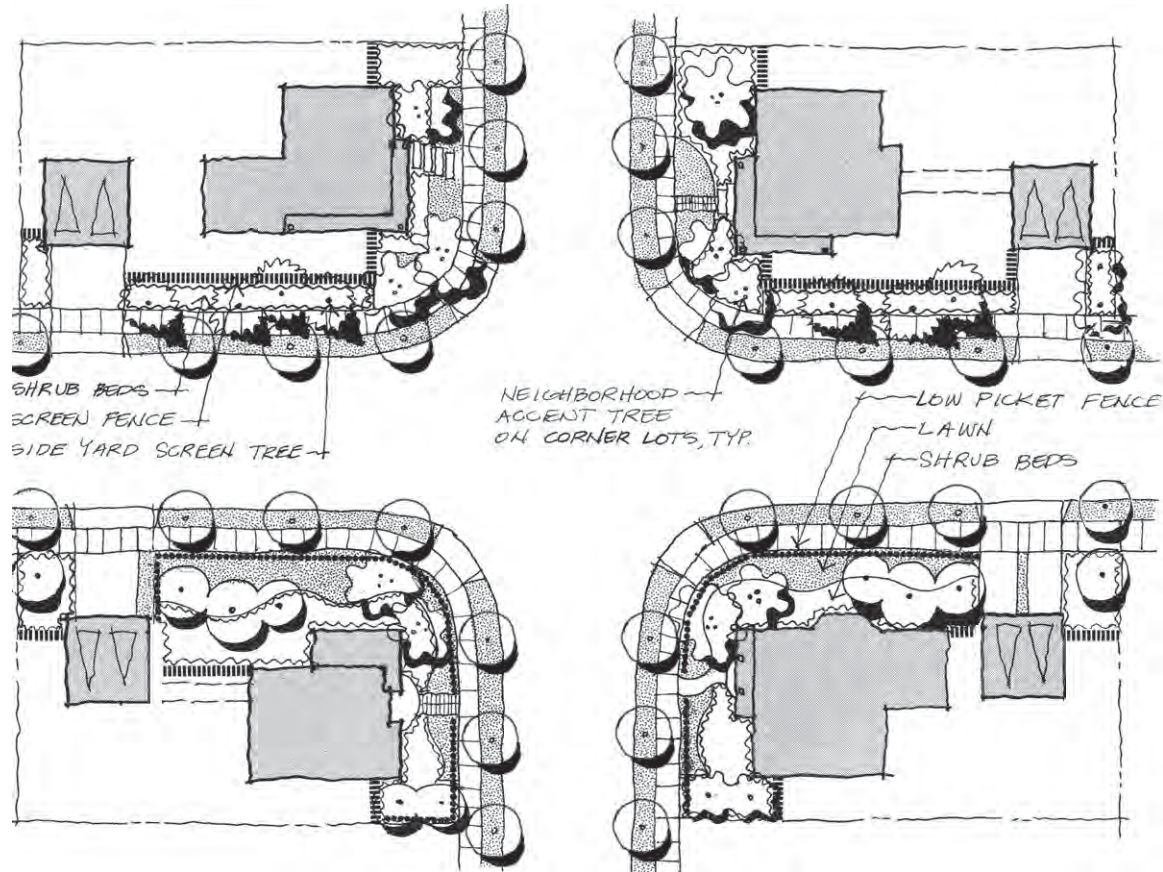 SHRUB BEDS
SCREEN FENCE
SIDE YARD SCREEN TREE
NEIGHBORHOOD
ACCENT TREE
ON CORNER LOTS, TYP.
LOW PICKET FENCE
LAWN
SHRUB BEDS